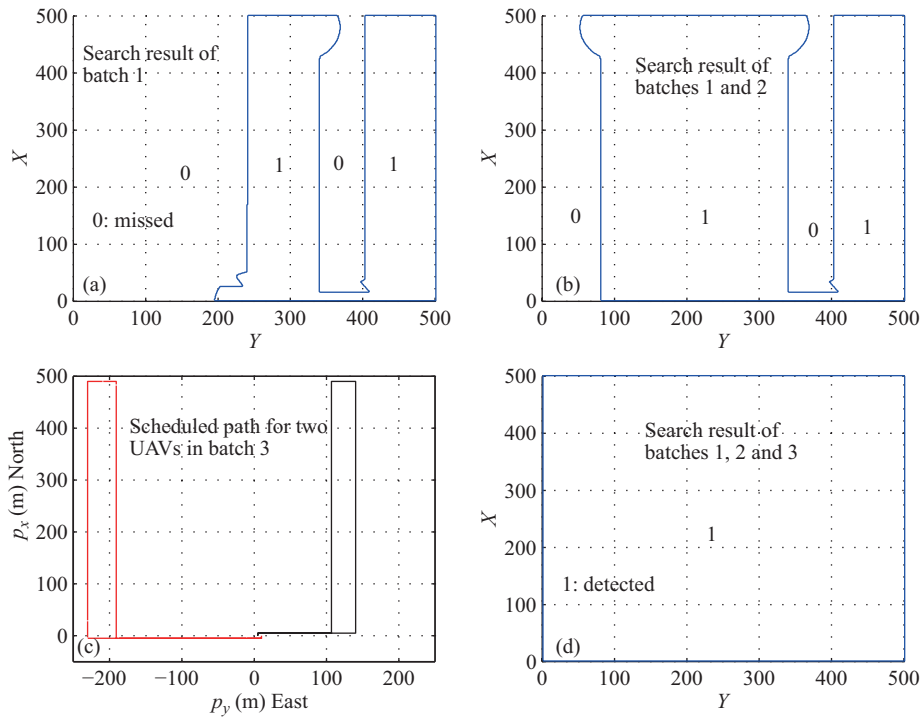 500
400
300
200
100
0
X
Search result of
batch 1
0
1
0
1
0: missed
(a)
0 100 200 300 400 500
Y
500
400
300
200
100
0
X
Search result of
batches 1 and 2
0
1
0
1
(b)
0 100 200 300 400 500
Y
500
400
300
200
100
0
pₓ (m) North
Scheduled path for two
UAVs in batch 3
(c)
−200 −100 0 100 200
p_y (m) East
500
400
300
200
100
0
X
Search result of
batches 1, 2 and 3
1
1: detected
(d)
0 100 200 300 400 500
Y